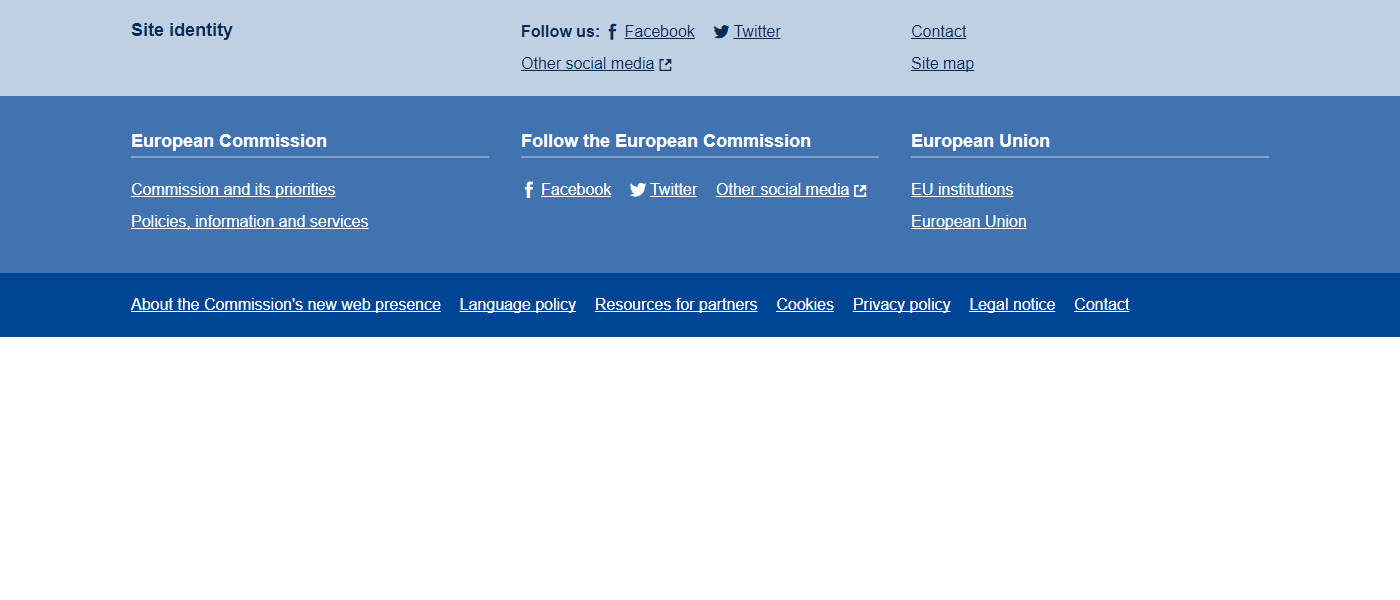 Site identity
Follow us: Facebook Twitter
Other social media
Contact
Site map
European Commission
Commission and its priorities
Policies, information and services
Follow the European Commission
Facebook Twitter Other social media
European Union
EU institutions
European Union
About the Commission's new web presence Language policy Resources for partners Cookies Privacy policy Legal notice Contact